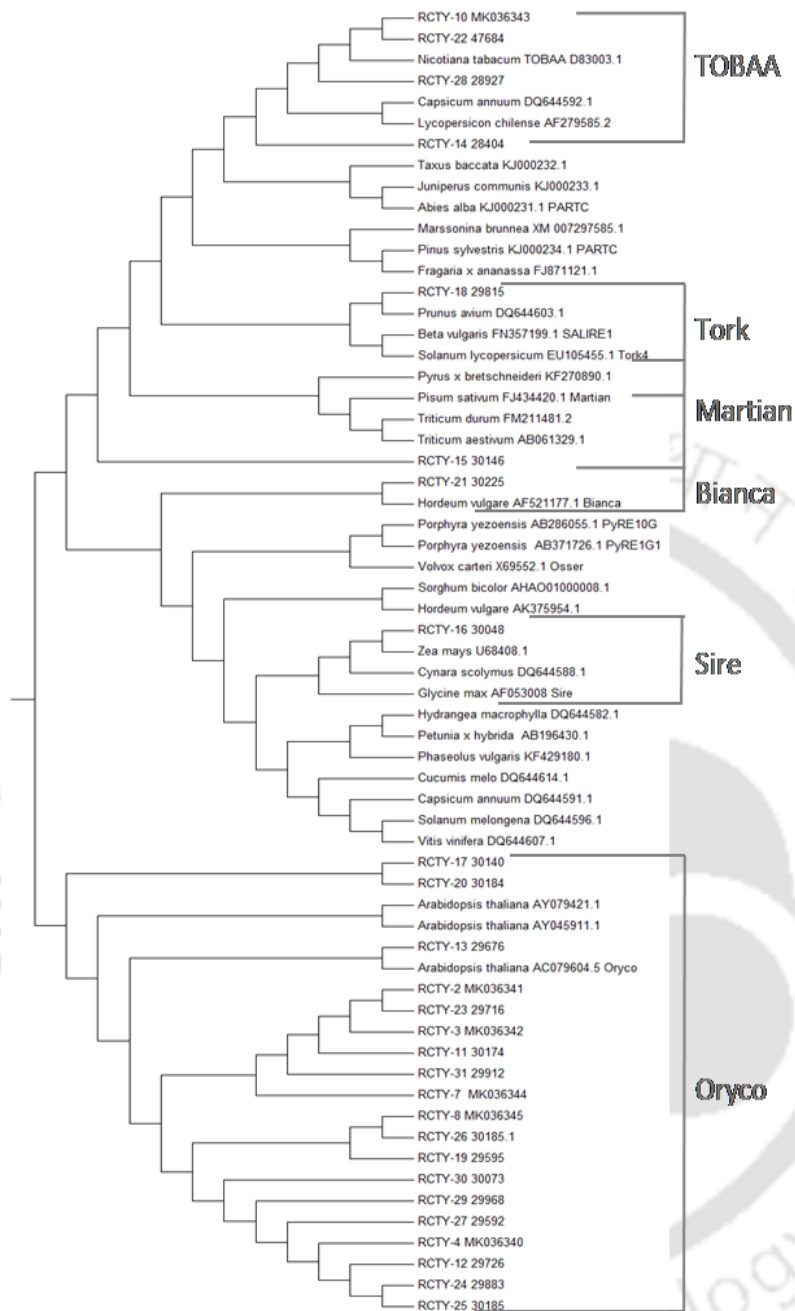 RCTY-10 MK036343
RCTY-22 47684
Nicotiana tabacum TOBAA D83003.1
RCTY-28 28927
Capsicum annuum DQ644592.1
Lycopersicon chilense AF279585.2
RCTY-14 28404
TOBAA
Taxus baccata KJ000232.1
Juniperus communis KJ000233.1
Abies alba KJ000231.1 PARTC
Marssonina brunnea XM 007297585.1
Pinus sylvestris KJ000234.1 PARTC
Fragaria x ananassa FJ871121.1
RCTY-18 29815
Prunus avium DQ644603.1
Beta vulgaris FN357199.1 SALIRE1
Solanum lycopersicum EU105455.1 Tork4
Tork
Pyrus x bretschneideri KF270890.1
Pisum sativum FJ434420.1 Martian
Triticum durum FM211481.2
Triticum aestivum AB061329.1
Martian
RCTY-15 30146
RCTY-21 30225
Hordeum vulgare AF521177.1 Bianca
Bianca
Porphyra yezoensis AB286055.1 PyRE10G
Porphyra yezoensis AB371726.1 PyRE1G1
Volvox carteri X69552.1 Osser
Sorghum bicolor AHAO01000008.1
Hordeum vulgare AK375954.1
RCTY-16 30048
Zea mays U68408.1
Cynara scolymus DQ644588.1
Glycine max AF053008 Sire
Sire
Hydrangea macrophylla DQ644582.1
Petunia x hybrida AB196430.1
Phaseolus vulgaris KF429180.1
Cucumis melo DQ644614.1
Capsicum annuum DQ644591.1
Solanum melongena DQ644596.1
Vitis vinifera DQ644607.1
RCTY-17 30140
RCTY-20 30184
Arabidopsis thaliana AY079421.1
Arabidopsis thaliana AY045911.1
RCTY-13 29676
Arabidopsis thaliana AC079604.5 Oryco
RCTY-2 MK036341
RCTY-23 29716
RCTY-3 MK036342
RCTY-11 30174
RCTY-31 29912
RCTY-7 MK036344
Oryco
RCTY-8 MK036345
RCTY-26 30185.1
RCTY-19 29595
RCTY-30 30073
RCTY-29 29968
RCTY-27 29592
RCTY-4 MK036340
RCTY-12 29726
RCTY-24 29883
RCTY-25 30185